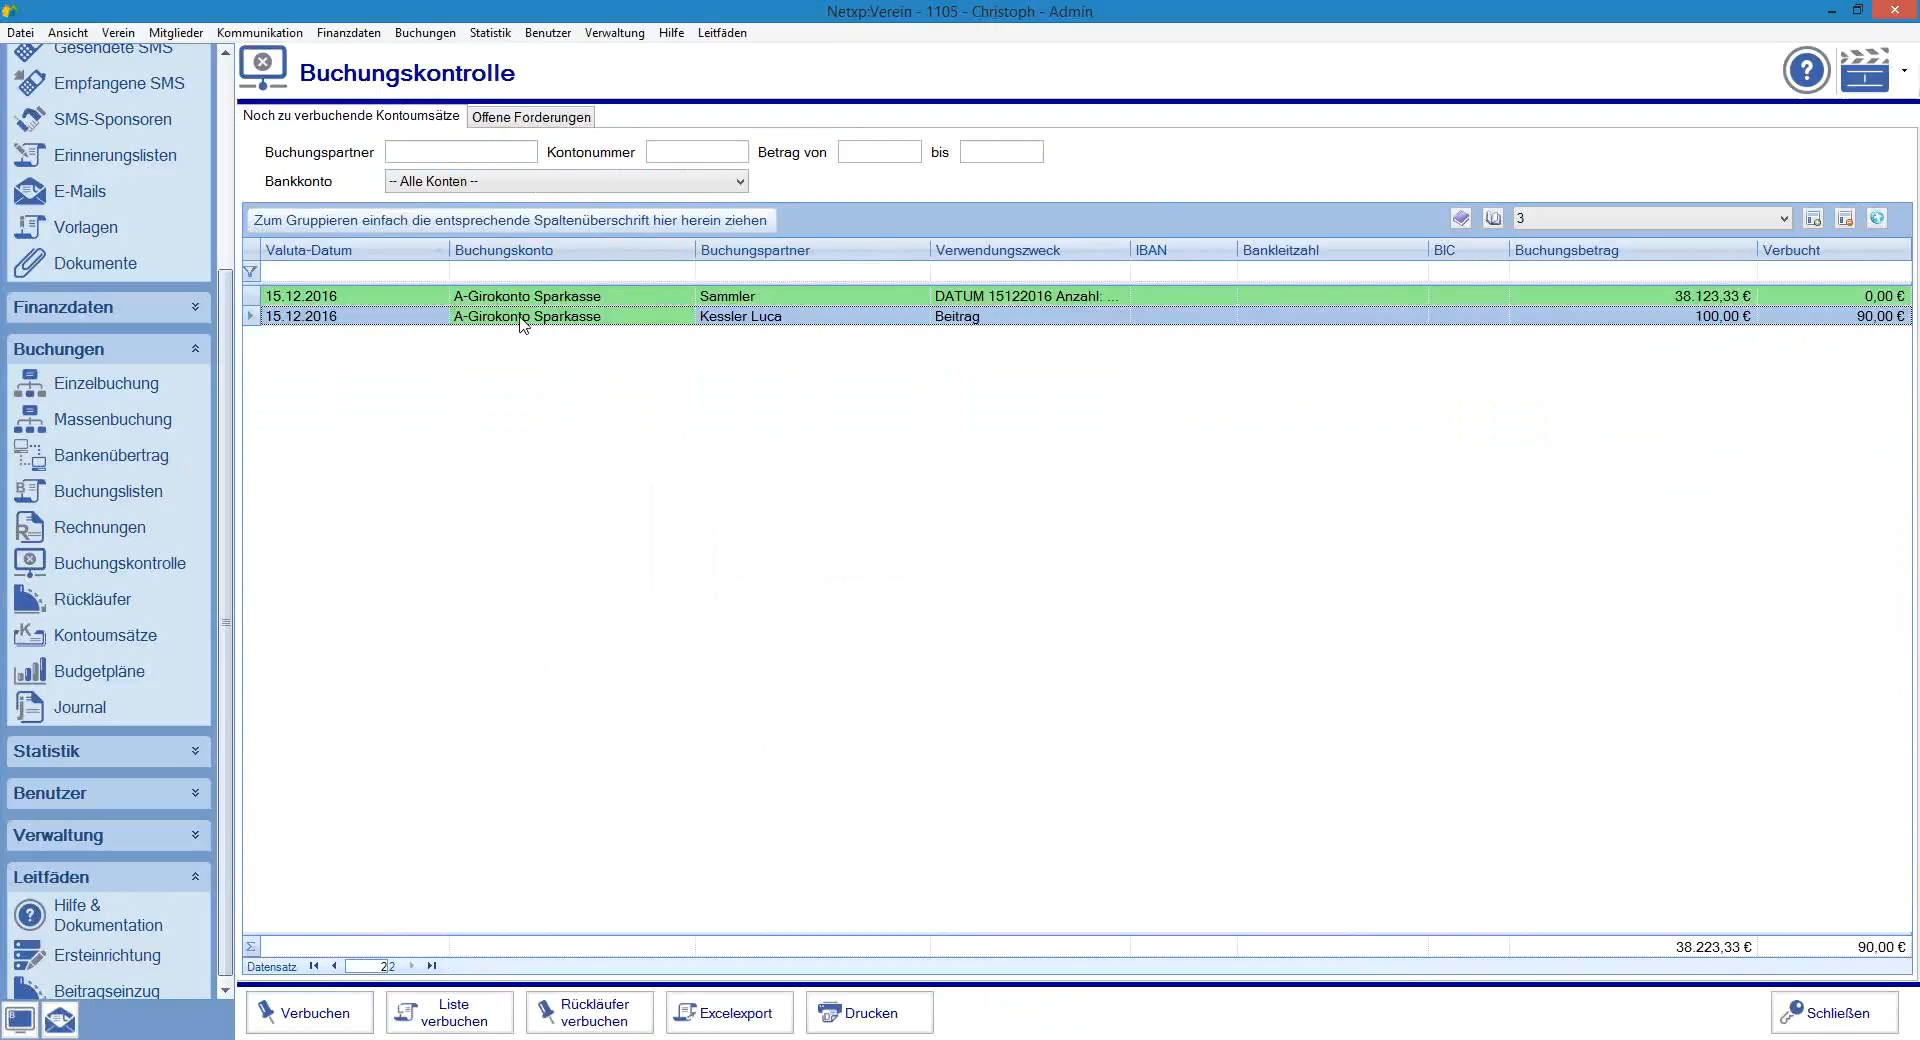 Netxp:Verein - 1105 - Christoph - Admin
Datei Ansicht Verein Mitglieder Kommunikation Finanzdaten Buchungen Statistik Benutzer Verwaltung Hilfe Leitfäden
Gesendete SMS
Empfangene SMS
SMS-Sponsoren
Erinnerungslisten
E-Mails
Vorlagen
Dokumente
Finanzdaten
Buchungen
Einzelbuchung
Massenbuchung
Bankenübertrag
Buchungslisten
Rechnungen
Buchungskontrolle
Rückläufer
Kontoumsätze
Budgetpläne
Journal
Statistik
Benutzer
Verwaltung
Leitfäden
Hilfe &
Dokumentation
Ersteinrichtung
Beitragseinzug
Buchungskontrolle
Noch zu verbuchende Kontoumsätze Offene Forderungen
Buchungspartner Kontonummer Betrag von bis
Bankkonto -- Alle Konten --
Zum Gruppieren einfach die entsprechende Spaltenüberschrift hier herein ziehen 3
Valuta-Datum Buchungskonto Buchungspartner Verwendungszweck IBAN Bankleitzahl BIC Buchungsbetrag Verbucht
15.12.2016 A-Girokonto Sparkasse Sammler DATUM 15122016 Anzahl: ... 38.123,33 € 0,00 €
15.12.2016 A-Girokonto Sparkasse Kessler Luca Beitrag 100,00 € 90,00 €
Σ 38.223,33 € 90,00 €
Datensatz 22
Verbuchen
Liste
verbuchen
Rückläufer
verbuchen
Excelexport
Drucken
Schließen